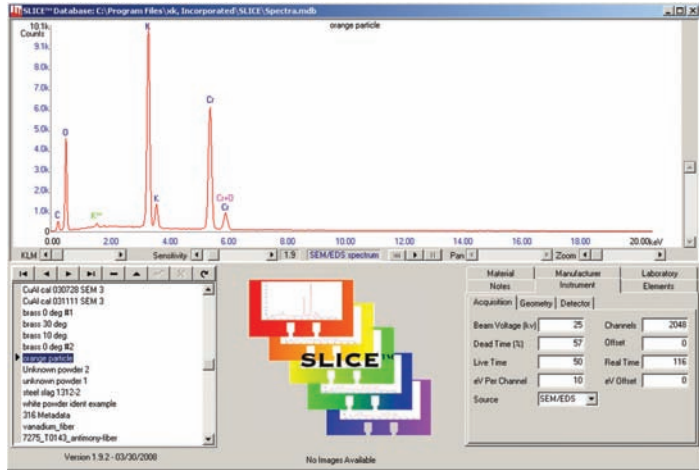 SLICE™ Database: C:\Program Files\xk, Incorporated\SLICE\Spectra.mdb
orange particle
10.1k
Counts
9.1k
8.1k
7.0k
6.0k
5.0k
4.0k
3.0k
2.0k
1.0k
0
C
O
K
K
Cr
Cr+O
Cr
0.00 2.00 4.00 6.00 8.00 10.00 12.00 14.00 16.00 18.00 20.00keV
KLM Sensitivity 1.9 SEM/EDS spectrum Pan Zoom
CuAl cal 030728 SEM 3
CuAl cal 031111 SEM 3
brass 0 deg #1
brass 30 deg
brass 10 deg
brass 0 deg #2
orange particle
Unknown powder 2
unknown powder 1
steel slag 1312-2
white powder ident example
316 Metadata
vanadium_fiber
7275_T0143_antimony-fiber
Version 1.9.2 - 03/30/2008
SLICE™
No Images Available
Material Manufacturer Laboratory
Notes Instrument Elements
Acquisition Geometry Detector
Beam Voltage (kv) 25 Channels 2048
Dead Time (%) 57 Offset 0
Live Time 50 Real Time 116
eV Per Channel 10 eV Offset 0
Source SEM/EDS